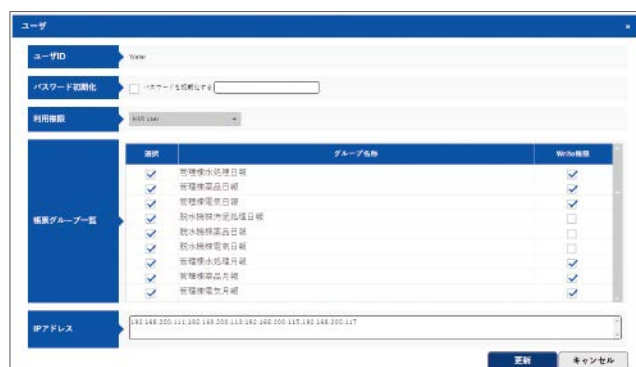 ユーザ
ユーザID
Water
パスワード初期化
パスワードを初期化する
利用権限
HMI user
選択 グループ名称 Write権限
帳票グループ一覧
管理棟水処理日報
管理棟薬品日報
管理棟電気日報
脱水機棟汚泥処理日報
脱水機棟薬品日報
脱水機棟電気日報
管理棟水処理月報
管理棟薬品月報
管理棟電気月報
IPアドレス
192.168.200.111;192.168.200.113;192.168.200.115;192.168.200.117
更新 キャンセル